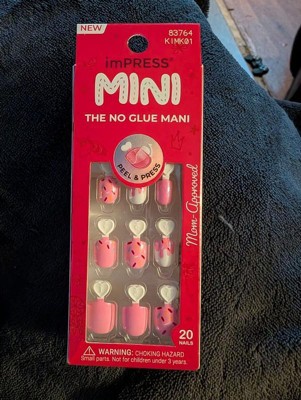 NEW
83764
KIMK01
imPRESS
MINI
THE NO GLUE MANI
PEEL & PRESS
Mom-Approved
20
NAILS
WARNING: CHOKING HAZARD
Small parts. Not for children under 3 years.